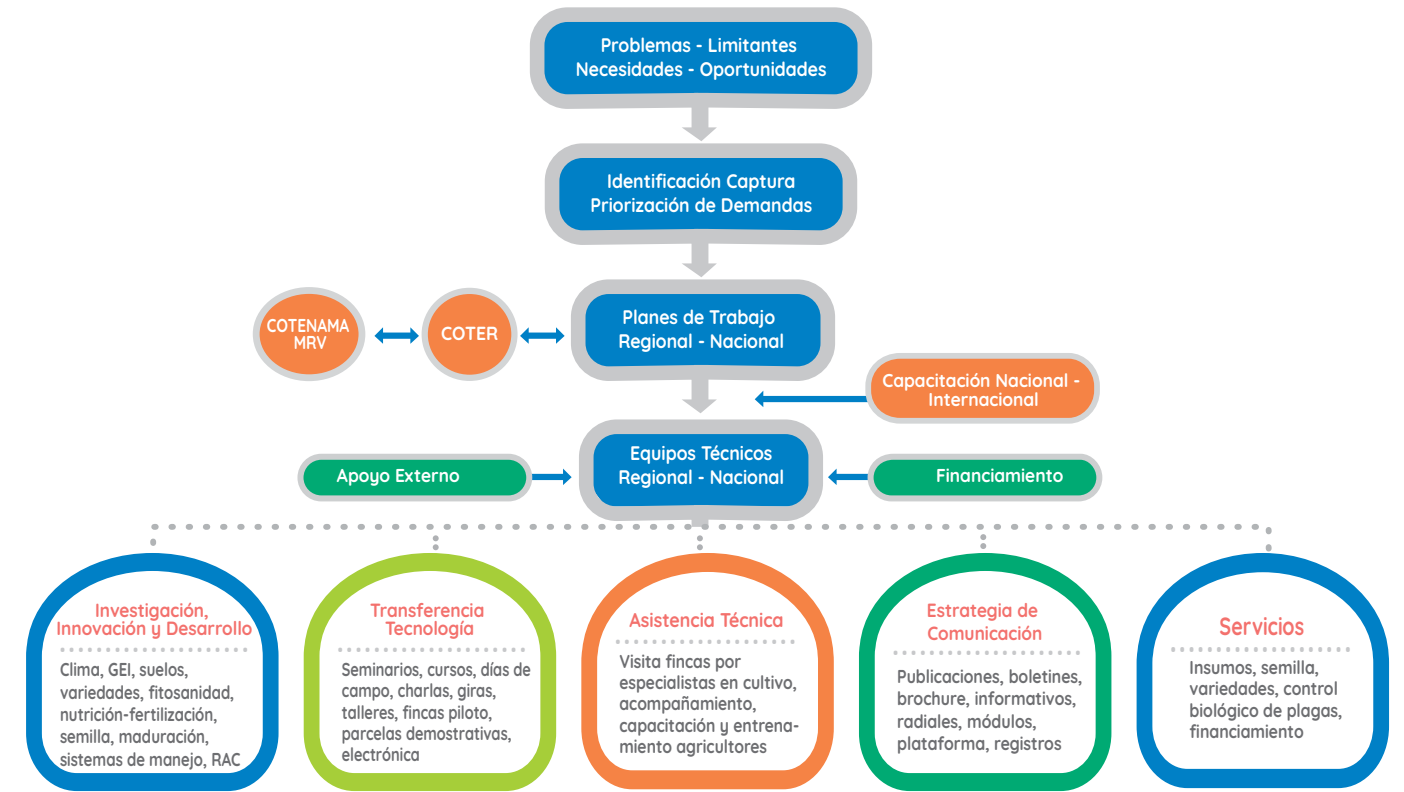 Problemas - Limitantes
Necesidades - Oportunidades
Identificación Captura
Priorización de Demandas
COTENAMA
MRV
COTER
Planes de Trabajo
Regional - Nacional
Capacitación Nacional -
Internacional
Apoyo Externo
Equipos Técnicos
Regional - Nacional
Financiamiento
Investigación,
Innovación y Desarrollo
Clima, GEI, suelos,
variedades, fitosanidad,
nutrición-fertilización,
semilla, maduración,
sistemas de manejo, RAC
Transferencia
Tecnología
Seminarios, cursos, días de
campo, charlas, giras,
talleres, fincas piloto,
parcelas demostrativas,
electrónica
Asistencia Técnica
Visita fincas por
especialistas en cultivo,
acompañamiento,
capacitación y entrena-
miento agricultores
Estrategia de
Comunicación
Publicaciones, boletines,
brochure, informativos,
radiales, módulos,
plataforma, registros
Servicios
Insumos, semilla,
variedades, control
biológico de plagas,
financiamiento